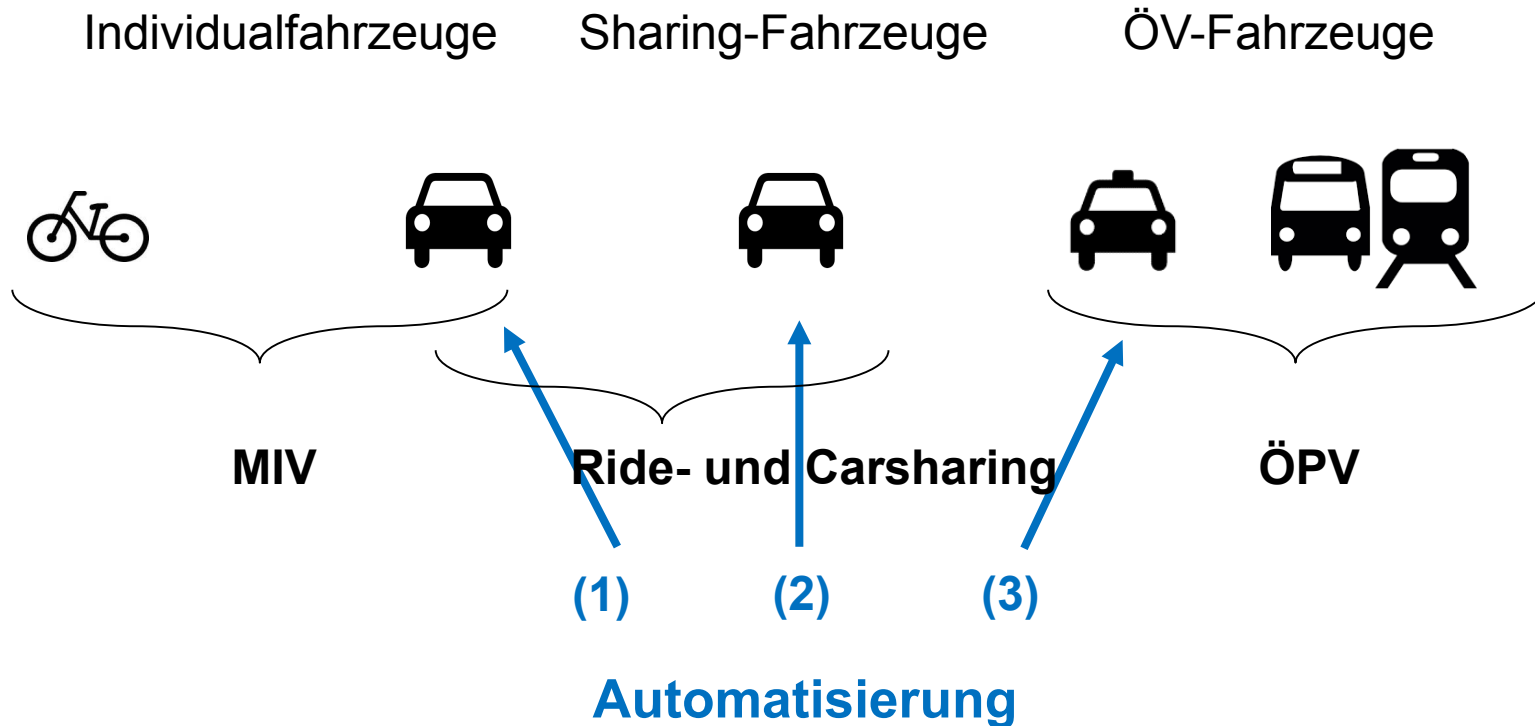 Individualfahrzeuge Sharing-Fahrzeuge ÖV-Fahrzeuge
MIV Ride- und Carsharing ÖPV
(1) (2) (3)
Automatisierung